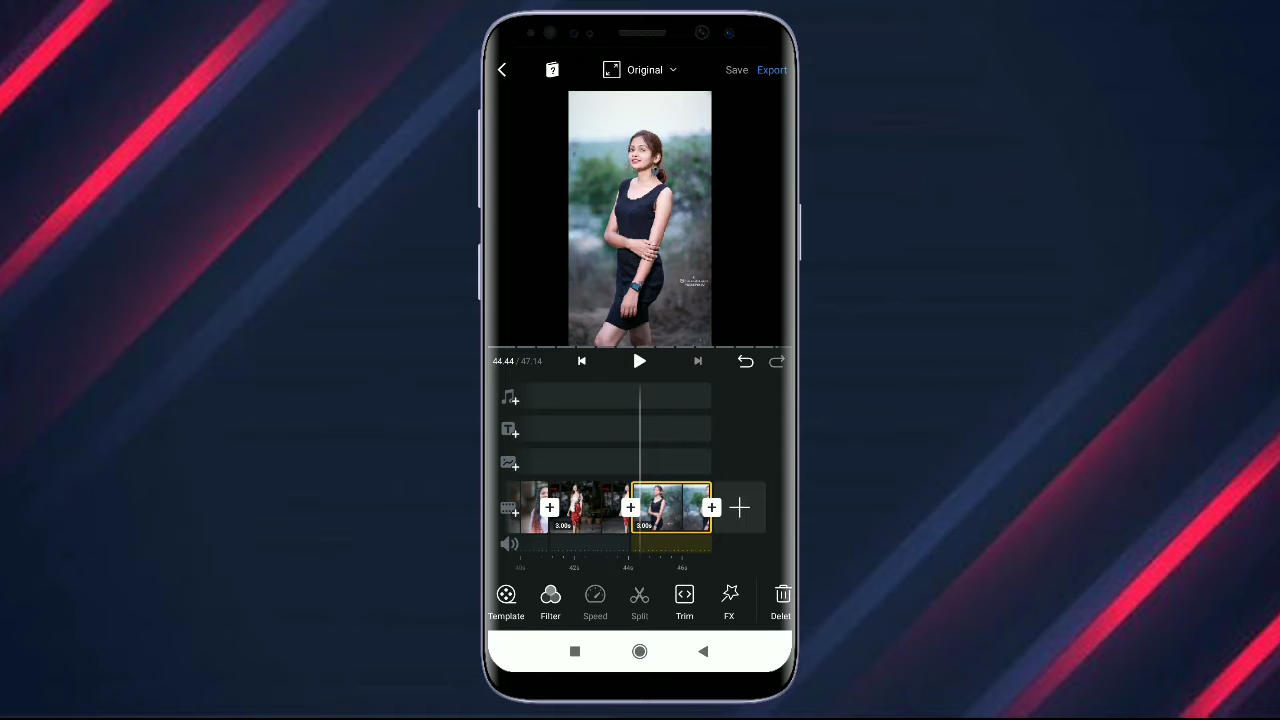 Original
Save
Export
44.44 / 47.14
T
3.00s
3.00s
40s
42s
44s
46s
Template
Filter
Speed
Split
Trim
FX
Delet